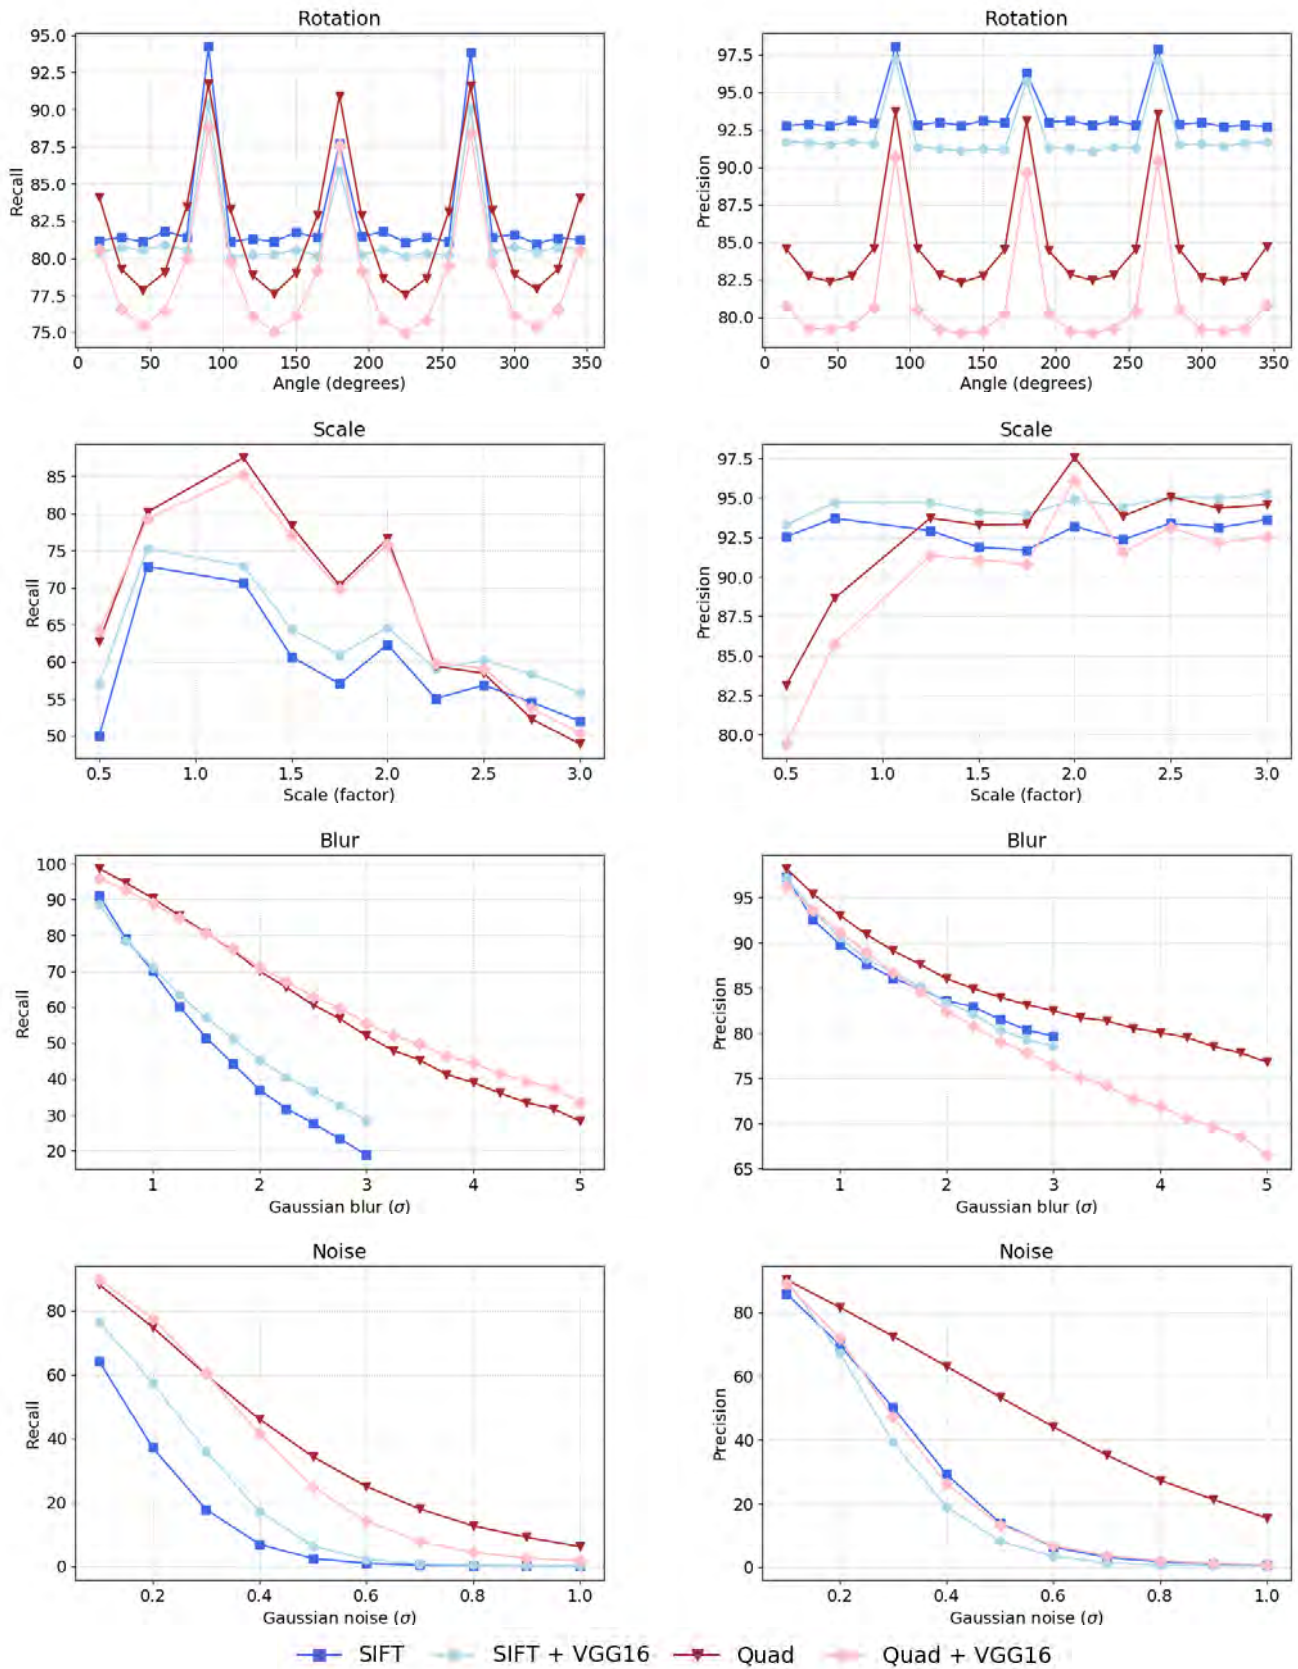 Rotation
95.0
92.5
90.0
87.5
85.0
82.5
80.0
77.5
75.0
Recall
0 50 100 150 200 250 300 350
Angle (degrees)
Rotation
97.5
95.0
92.5
90.0
87.5
85.0
82.5
80.0
Precision
0 50 100 150 200 250 300 350
Angle (degrees)
Scale
85
80
75
70
65
60
55
50
Recall
0.5 1.0 1.5 2.0 2.5 3.0
Scale (factor)
Scale
97.5
95.0
92.5
90.0
87.5
85.0
82.5
80.0
Precision
0.5 1.0 1.5 2.0 2.5 3.0
Scale (factor)
Blur
100
90
80
70
60
50
40
30
20
Recall
1 2 3 4 5
Gaussian blur (σ)
Blur
95
90
85
80
75
70
65
Precision
1 2 3 4 5
Gaussian blur (σ)
Noise
80
60
40
20
0
Recall
0.2 0.4 0.6 0.8 1.0
Gaussian noise (σ)
Noise
80
60
40
20
0
Precision
0.2 0.4 0.6 0.8 1.0
Gaussian noise (σ)
SIFT SIFT + VGG16 Quad Quad + VGG16